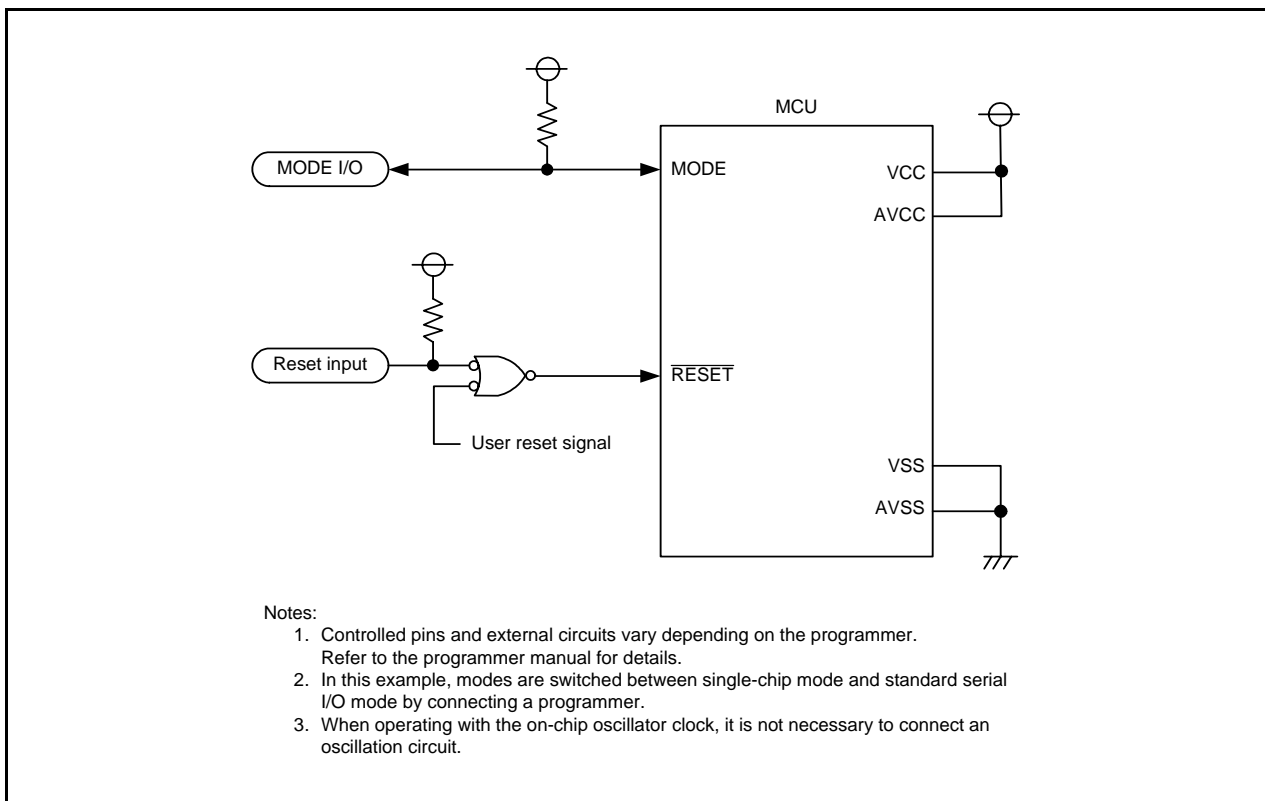 MCU
MODE I/O
MODE
VCC
AVCC
Reset input
RESET
User reset signal
VSS
AVSS
Notes:
1. Controlled pins and external circuits vary depending on the programmer.
Refer to the programmer manual for details.
2. In this example, modes are switched between single-chip mode and standard serial
I/O mode by connecting a programmer.
3. When operating with the on-chip oscillator clock, it is not necessary to connect an
oscillation circuit.